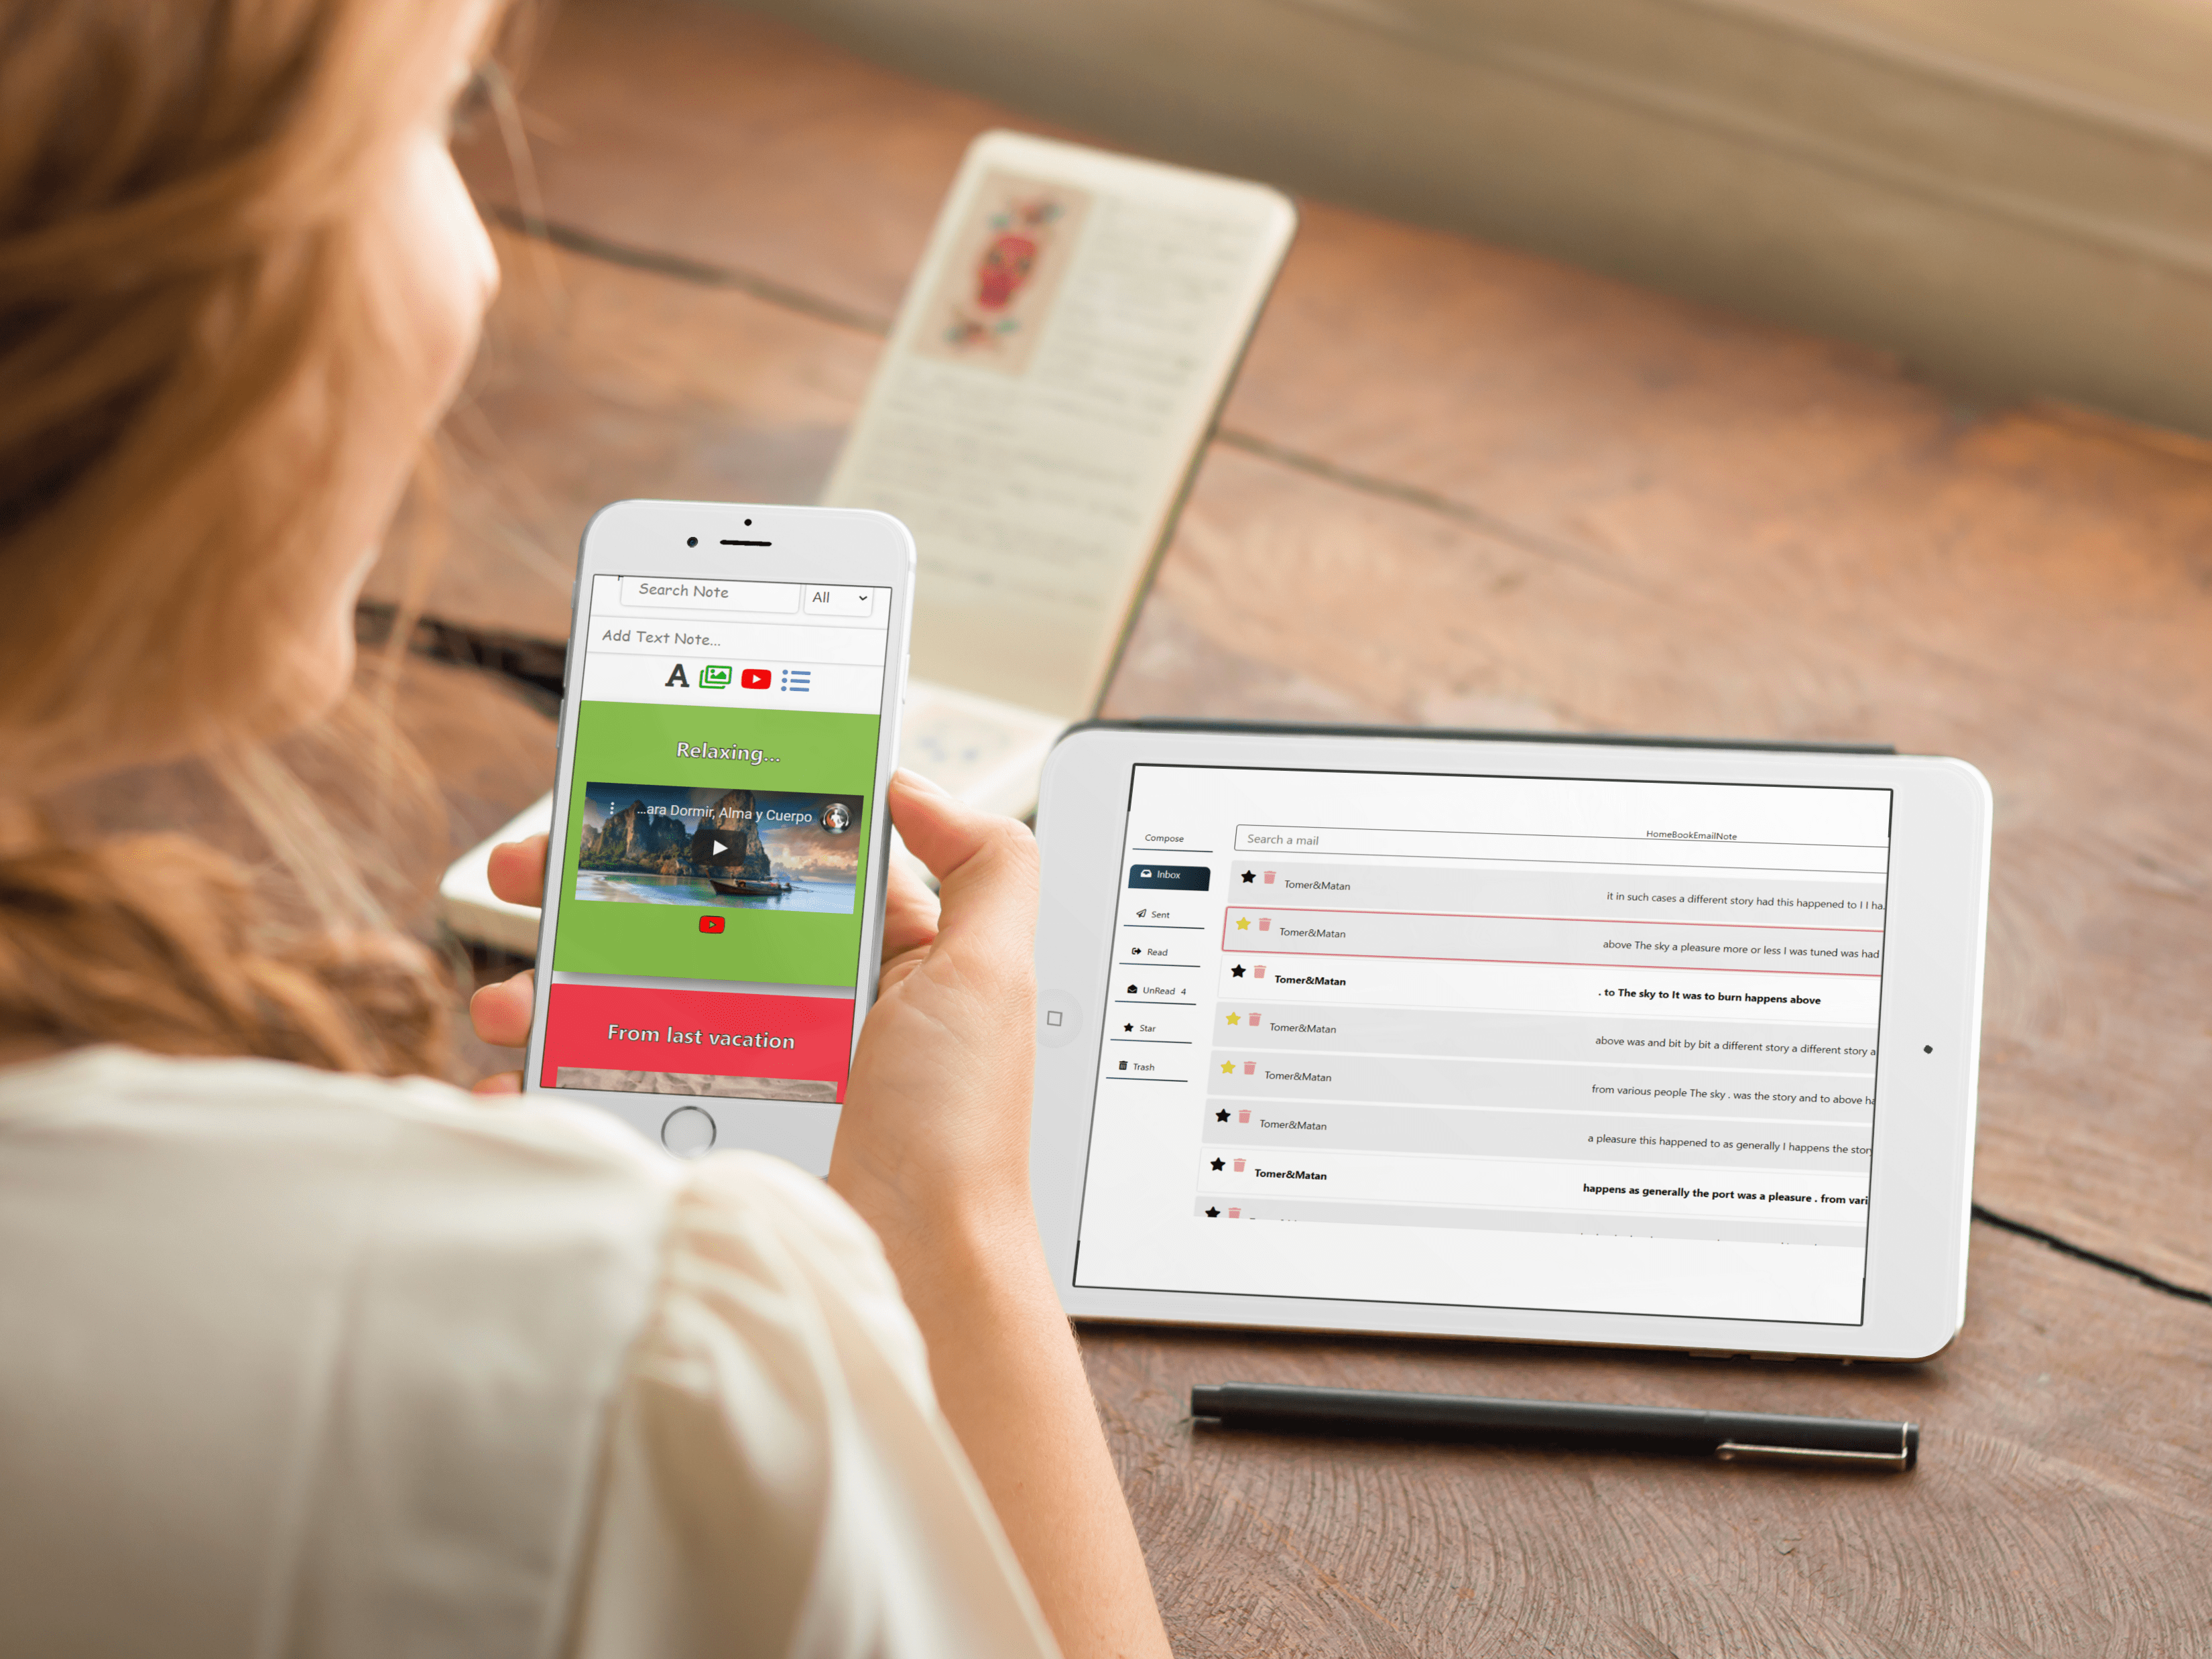 Search Note
All
Add Text Note...
A
Relaxing...
...ara Dormir, Alma y Cuerpo
From last vacation
HomeBookEmailNote
Compose
Search a mail
Inbox
Sent
Read
UnRead 4
Star
Trash
Tomer&Matan it in such cases a different story had this happened to I I ha.
Tomer&Matan above The sky a pleasure more or less I was tuned was had
Tomer&Matan . to The sky to It was to burn happens above
Tomer&Matan above was and bit by bit a different story a different story a
Tomer&Matan from various people The sky . was the story and to above ha
Tomer&Matan a pleasure this happened to as generally I happens the stor
Tomer&Matan happens as generally the port was a pleasure . from vari